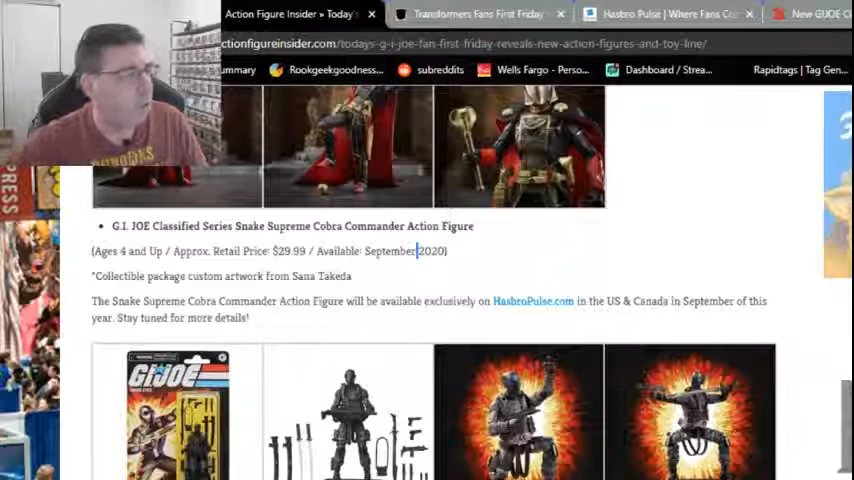 Action Figure Insider » Today'
Transformers Fans First Friday
Hasbro Pulse | Where Fans Co
New GIJOE C
ctionfigureinsider.com/todays-g-i-joe-fan-first-friday-reveals-new-action-figures-and-toy-line/
ummary
Rookgeekgoodness...
subreddits
Wells Fargo - Perso...
Dashboard / Strea...
Rapidtags | Tag Gen...
PRESS
G.I. JOE Classified Series Snake Supreme Cobra Commander Action Figure
(Ages 4 and Up / Approx. Retail Price: $29.99 / Available: September 2020)
*Collectible package custom artwork from Sana Takeda
The Snake Supreme Cobra Commander Action Figure will be available exclusively on HasbroPulse.com in the US & Canada in September of this
year. Stay tuned for more details!
G.I.JOE